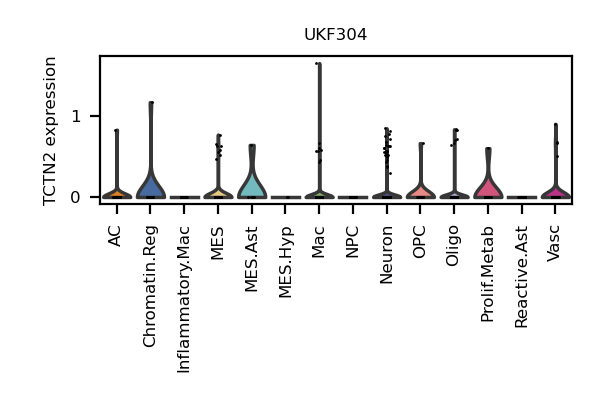 UKF304
TCTN2 expression
1
0
AC
Chromatin.Reg
Inflammatory.Mac
MES
MES.Ast
MES.Hyp
Mac
NPC
Neuron
OPC
Oligo
Prolif.Metab
Reactive.Ast
Vasc